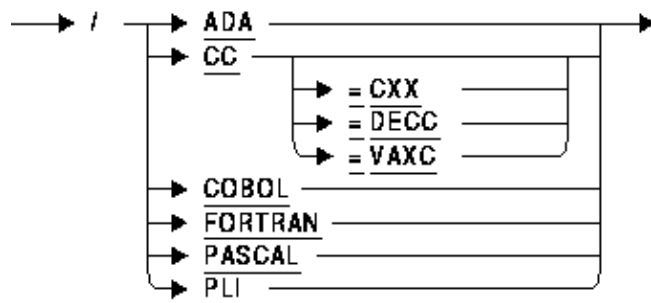 / ADA
CC
= CXX
= DECC
= VAXC
COBOL
FORTRAN
PASCAL
PLI